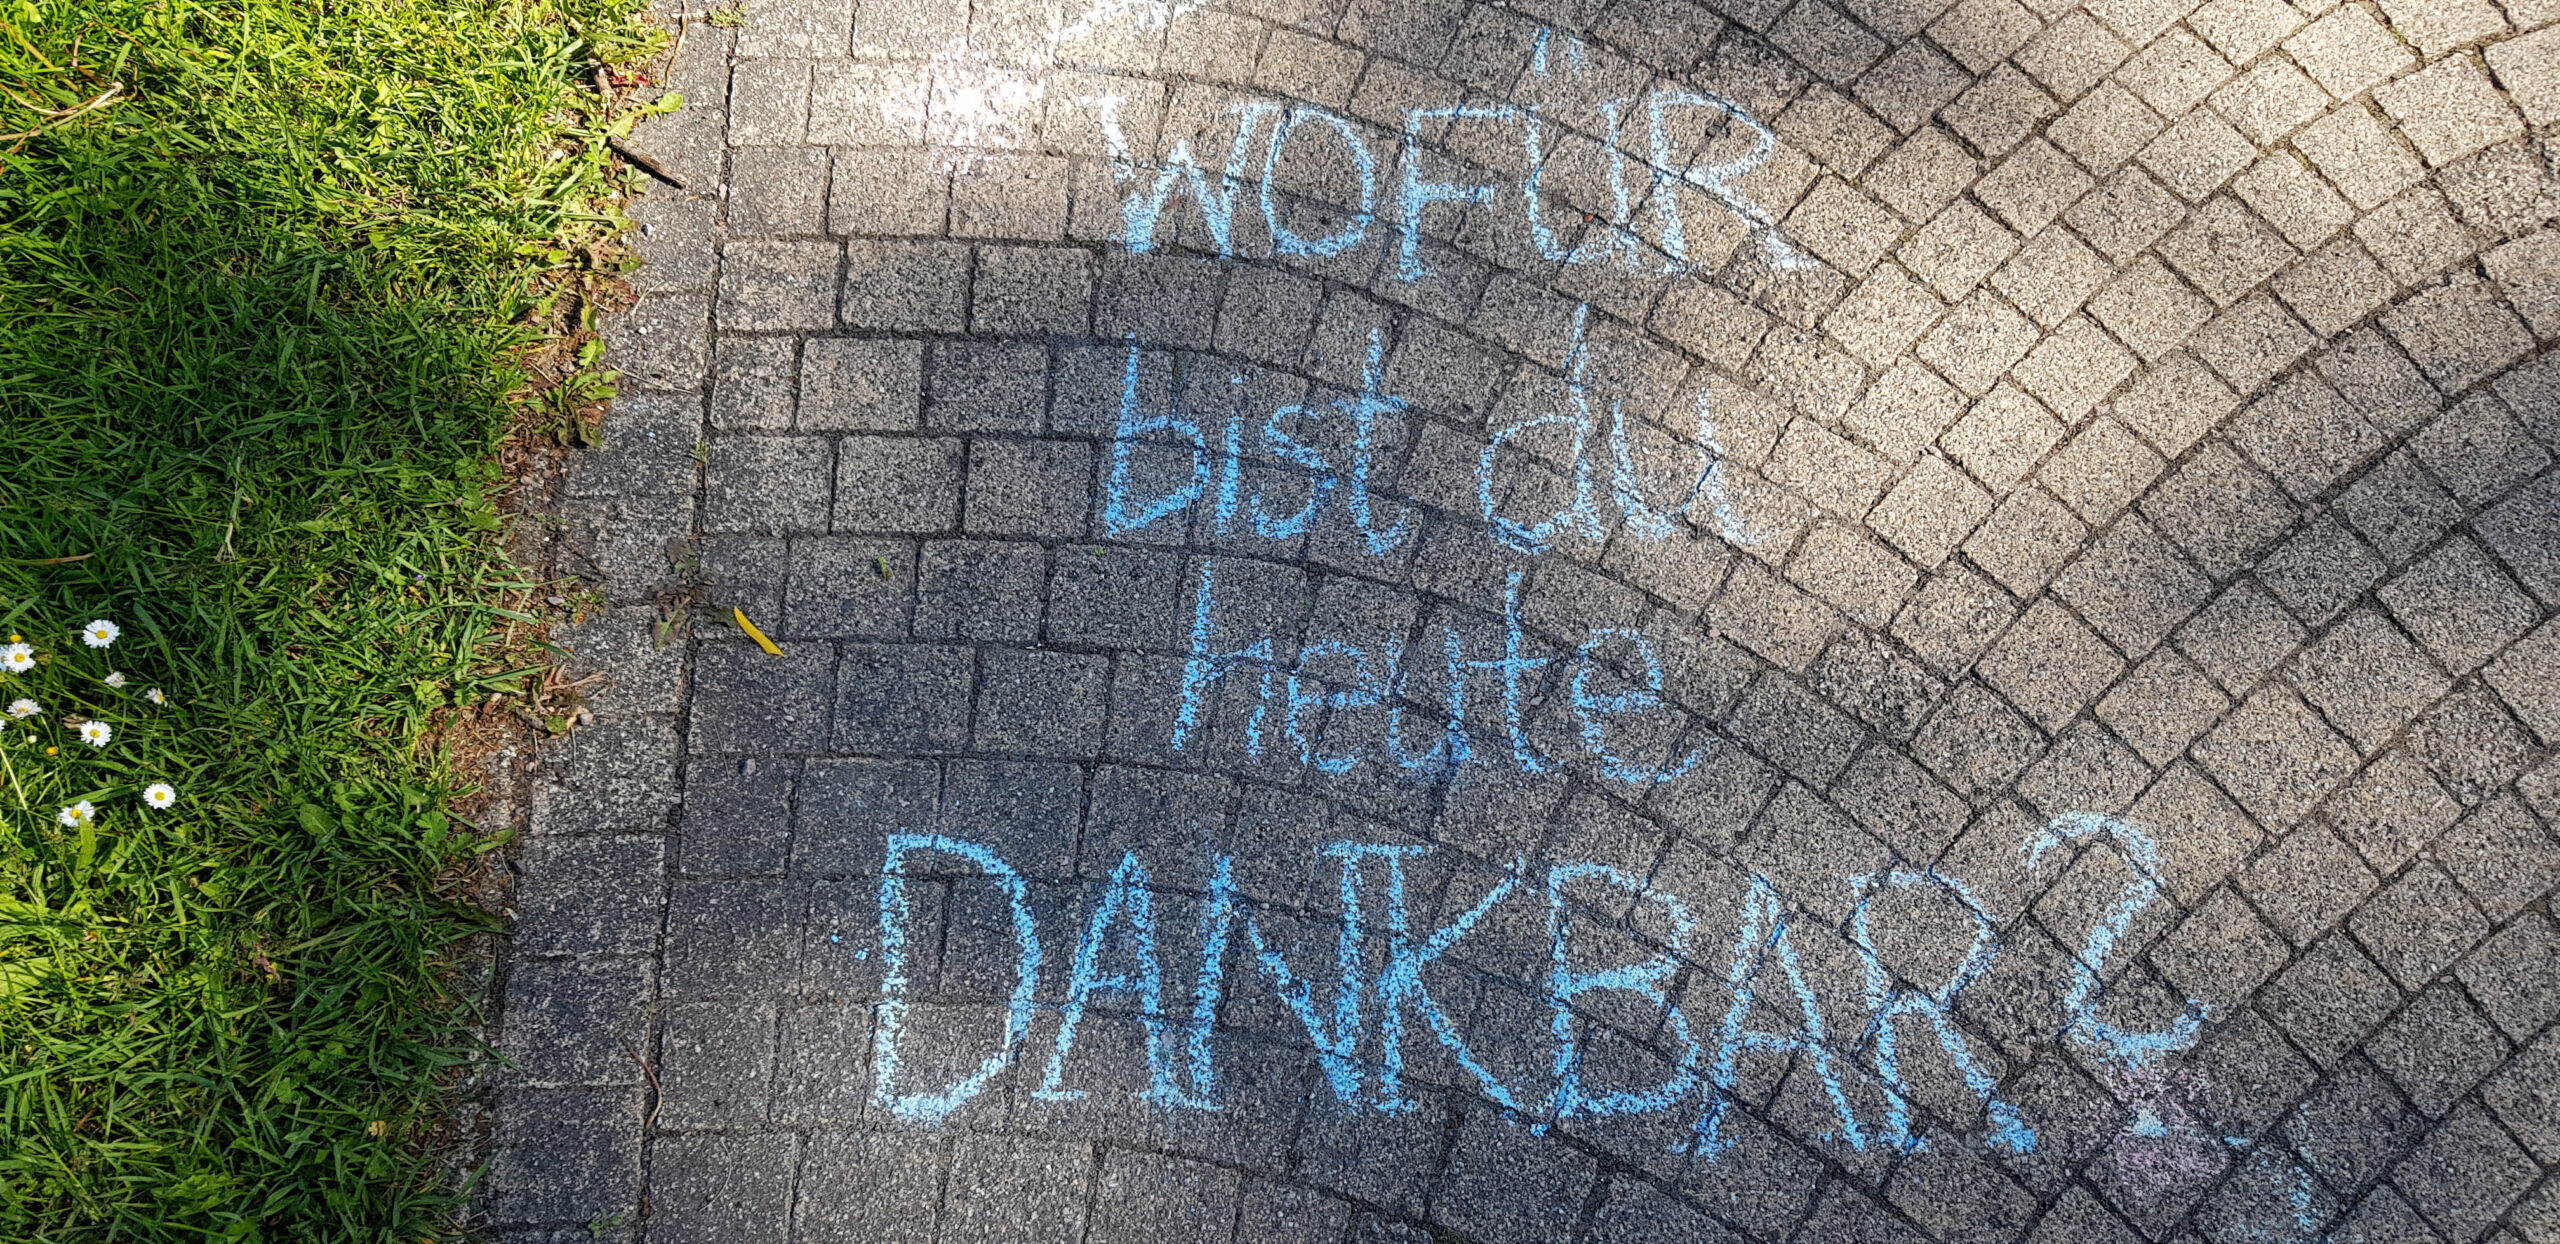 WOFÜR
bist du
heute
DANKBAR?